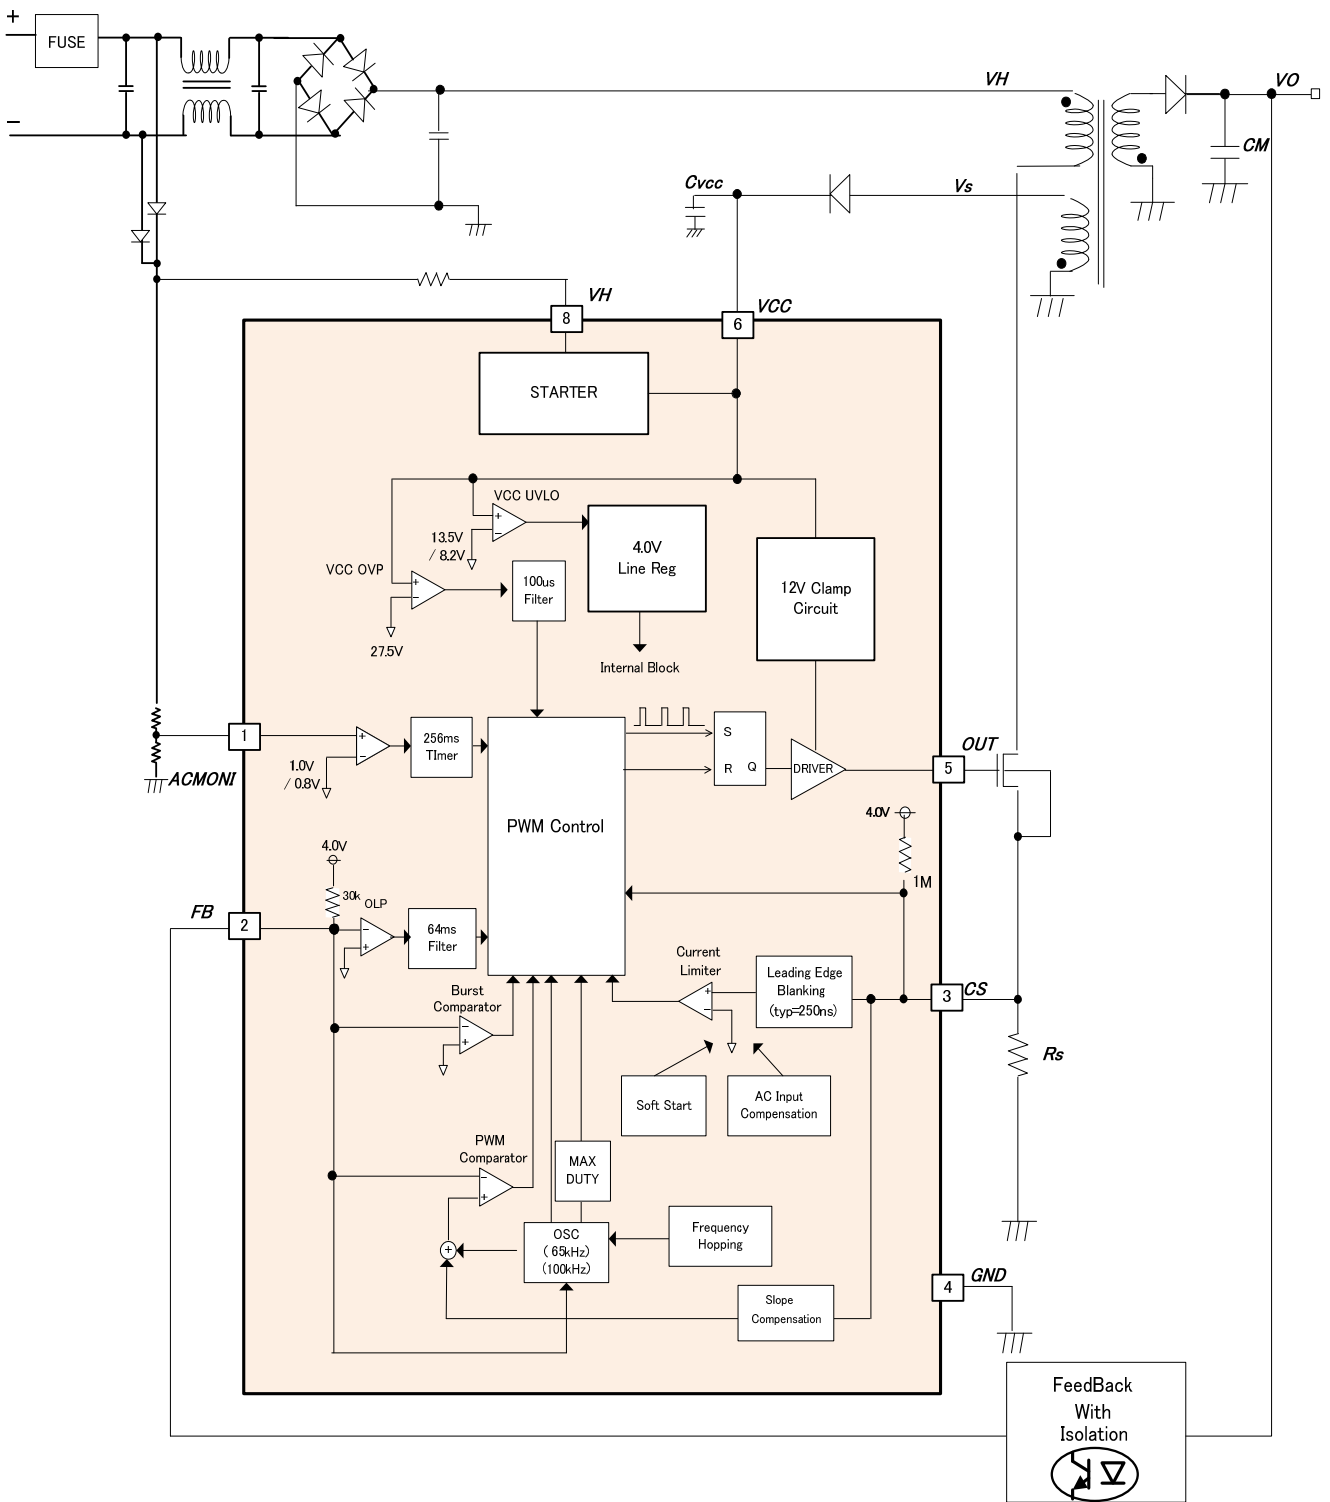 +
FUSE
−
VH
VO
CM
Cvcc
Vs
VH
8
VCC
6
STARTER
VCC UVLO
+
−
13.5V
/ 8.2V
4.0V
Line Reg
VCC OVP
+
−
27.5V
100us
Filter
12V Clamp
Circuit
Internal Block
1
ACMONI
+
−
1.0V
/ 0.8V
256ms
TImer
PWM Control
S
R
Q
DRIVER
OUT
5
4.0V
1M
4.0V
30k
OLP
FB
2
−
+
64ms
Filter
Current
Limiter
+
−
Leading Edge
Blanking
(typ=250ns)
3
CS
Burst
Comparator
−
+
Rs
Soft Start
AC Input
Compensation
PWM
Comparator
−
+
MAX
DUTY
+
OSC
( 65kHz)
(100kHz)
Frequency
Hopping
Slope
Compensation
4
GND
FeedBack
With
Isolation